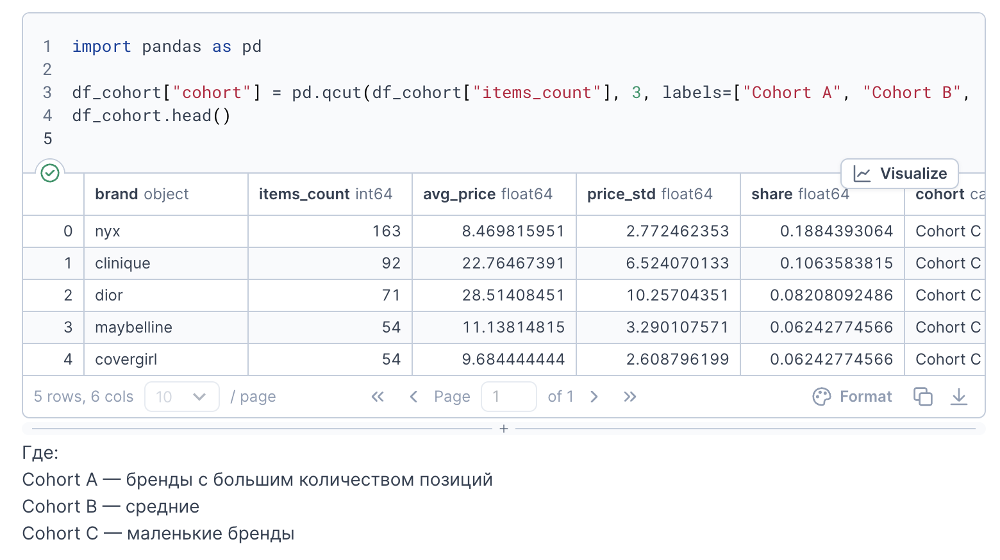 1 import pandas as pd
2
3 df_cohort["cohort"] = pd.qcut(df_cohort["items_count"], 3, labels=["Cohort A", "Cohort B",
4 df_cohort.head()
5
Visualize
brand object items_count int64 avg_price float64 price_std float64 share float64 cohort ca
0 nyx 163 8.469815951 2.772462353 0.1884393064 Cohort C
1 clinique 92 22.76467391 6.524070133 0.1063583815 Cohort C
2 dior 71 28.51408451 10.25704351 0.08208092486 Cohort C
3 maybelline 54 11.13814815 3.290107571 0.06242774566 Cohort C
4 covergirl 54 9.684444444 2.608796199 0.06242774566 Cohort C
5 rows, 6 cols 10 / page « < Page 1 of 1 > » Format
+
Где:
Cohort A — бренды с большим количеством позиций
Cohort B — средние
Cohort C — маленькие бренды